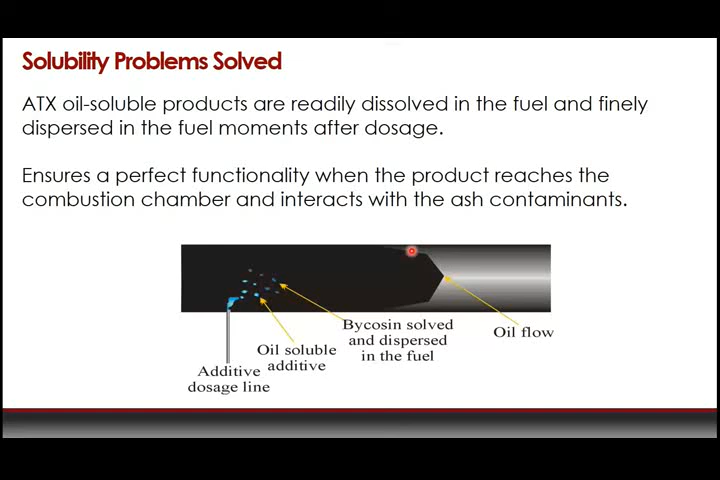 Solubility Problems Solved
ATX oil-soluble products are readily dissolved in the fuel and finely
dispersed in the fuel moments after dosage.
Ensures a perfect functionality when the product reaches the
combustion chamber and interacts with the ash contaminants.
Additive
dosage line
Oil soluble
additive
Bycosin solved
and dispersed
in the fuel
Oil flow